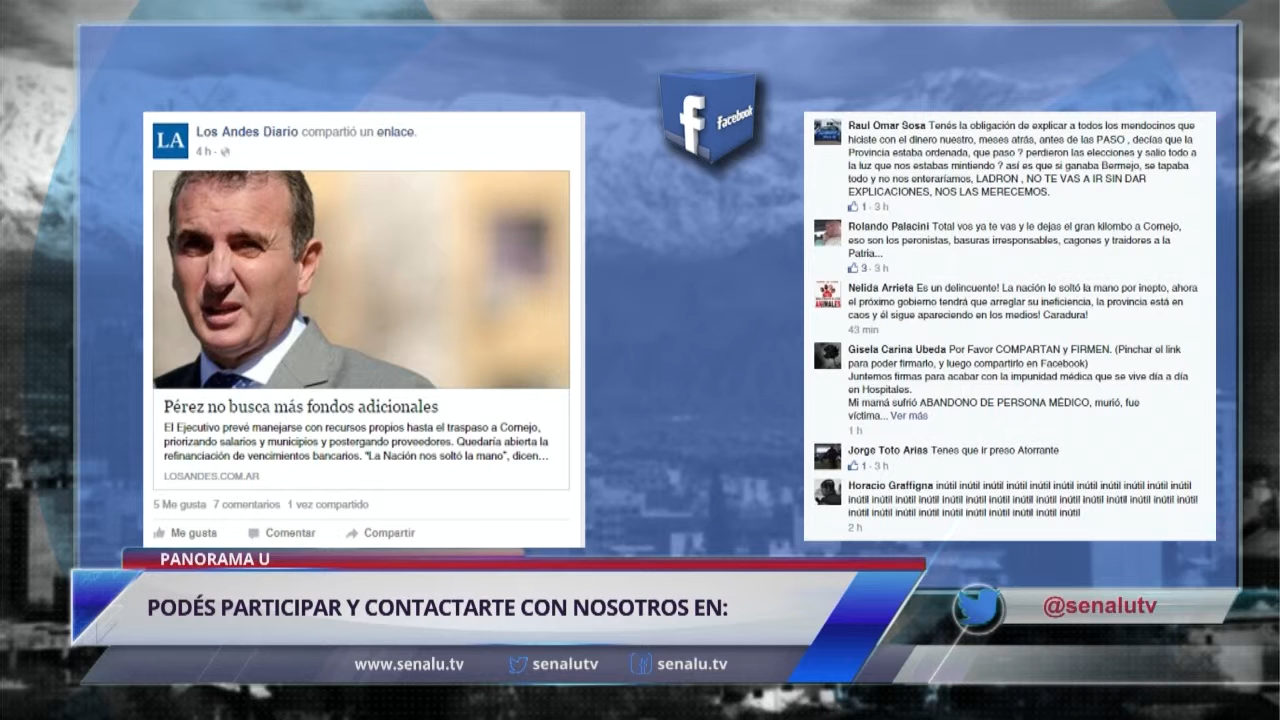 LA
Los Andes Diario compartió un enlace.
4 h ·
Pérez no busca más fondos adicionales
El Ejecutivo prevé manejarse con recursos propios hasta el traspaso a Cornejo,
priorizando salarios y municipios y postergando proveedores. Quedaría abierta la
refinanciación de vencimientos bancarios. "La Nación nos soltó la mano", dicen...
LOSANDES.COM.AR
5 Me gusta 7 comentarios 1 vez compartido
Me gusta Comentar Compartir
f facebook
Raul Omar Sosa Tenés la obligación de explicar a todos los mendocinos que
hiciste con el dinero nuestro, meses atrás, antes de las PASO , decías que la
Provincia estaba ordenada, que paso ? perdieron las elecciones y salio todo a
la luz que nos estabas mintiendo ? así es que si ganaba Bermejo, se tapaba
todo y no nos enteraríamos, LADRON , NO TE VAS A IR SIN DAR
EXPLICACIONES, NOS LAS MERECEMOS.
1 · 3 h
Rolando Palacini Total vos ya te vas y le dejas el gran kilombo a Cornejo,
eso son los peronistas, basuras irresponsables, cagones y traidores a la
Patria...
3 · 3 h
ANIMALES
Nelida Arrieta Es un delincuente! La nación le soltó la mano por inepto, ahora
el próximo gobierno tendrá que arreglar su ineficiencia, la provincia está en
caos y él sigue apareciendo en los medios! Caradura!
43 min
Gisela Carina Ubeda Por Favor COMPARTAN y FIRMEN. (Pinchar el link
para poder firmarlo, y luego compartirlo en Facebook)
Juntemos firmas para acabar con la impunidad médica que se vive día a día
en Hospitales.
Mi mamá sufrió ABANDONO DE PERSONA MÉDICO, murió, fue
víctima... Ver más
1 h
Jorge Toto Arias Tenes que ir preso Atorrante
1 · 3 h
Horacio Graffigna inútil inútil inútil inútil inútil inútil inútil inútil inútil inútil inútil
inútil inútil inútil inútil inútil inútil inútil inútil inútil inútil inútil inútil inútil inútil
inútil inútil inútil inútil inútil inútil inútil inútil inútil inútil
2 h
PANORAMA U
PODÉS PARTICIPAR Y CONTACTARTE CON NOSOTROS EN:
@senalutv
www.senalu.tv senalutv senalu.tv